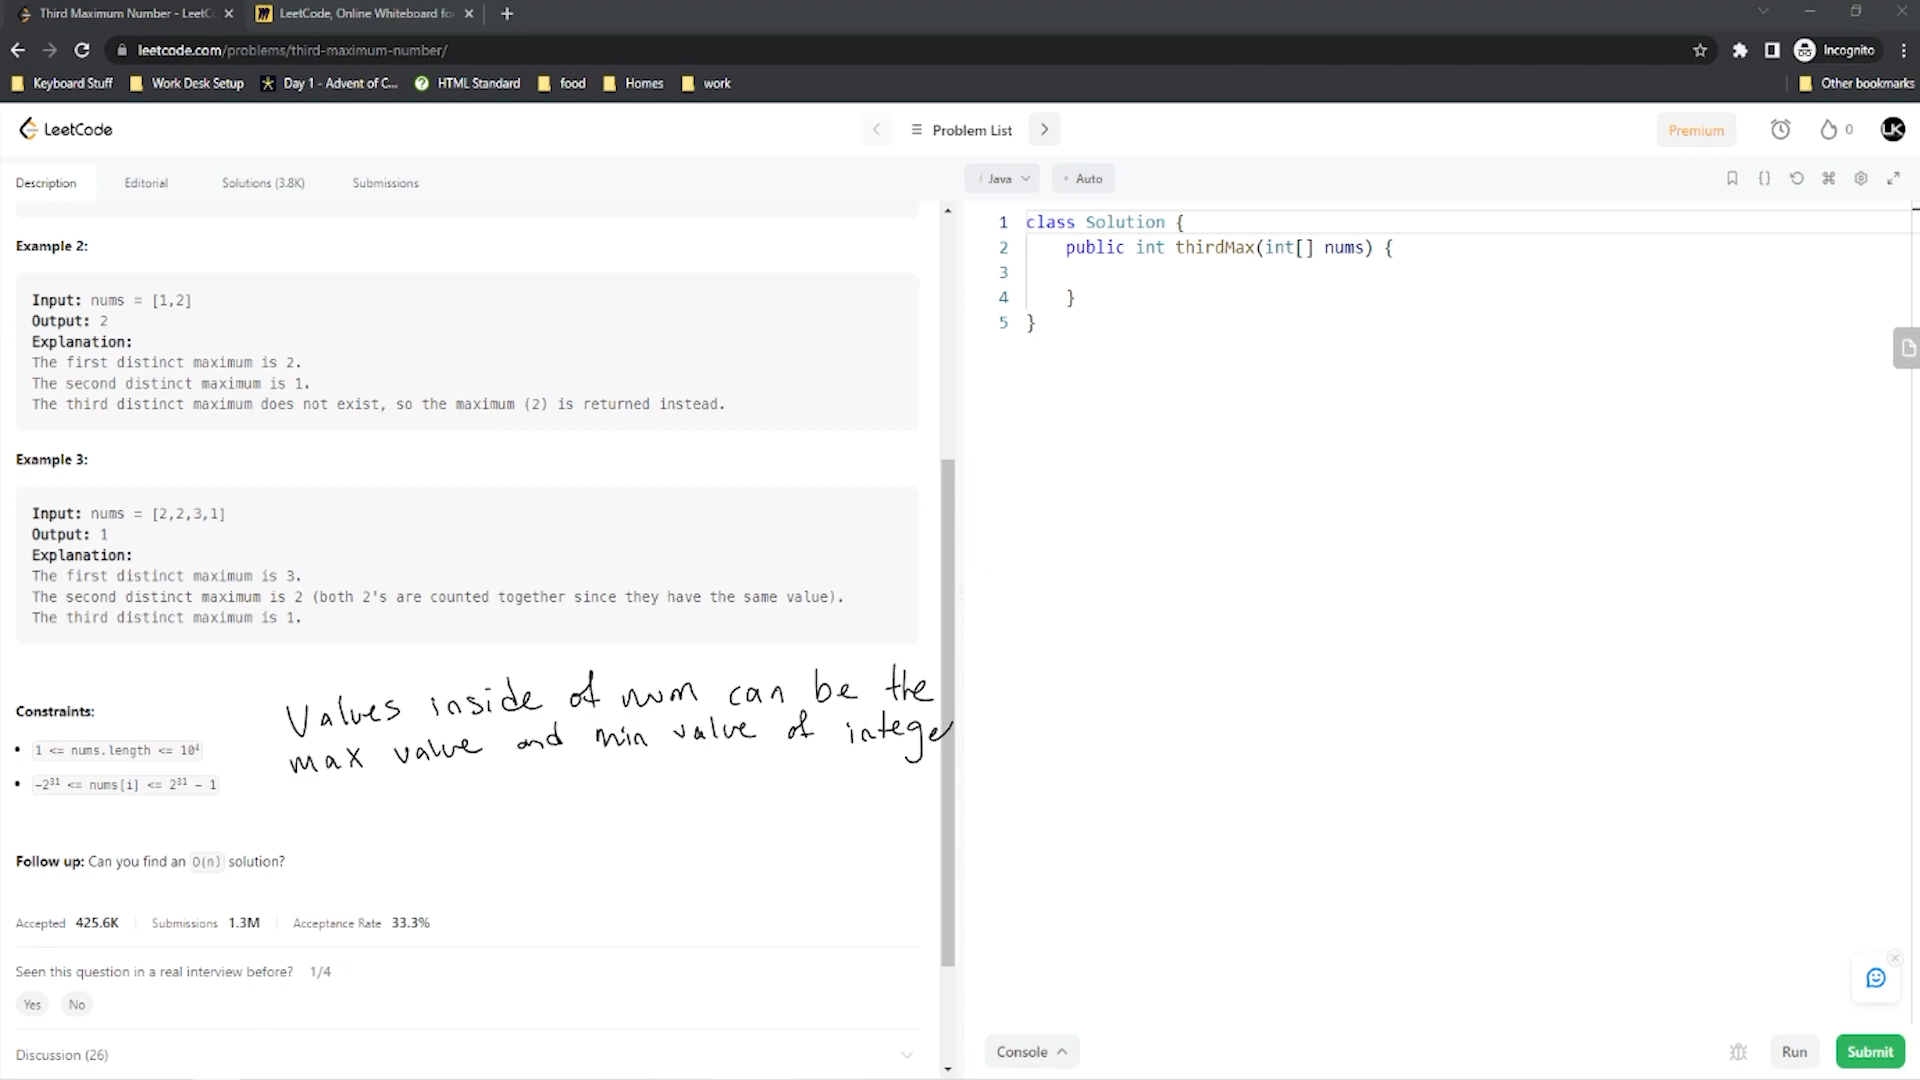 Third Maximum Number - LeetC
LeetCode, Online Whiteboard for
leetcode.com/problems/third-maximum-number/
Incognito
Keyboard Stuff
Work Desk Setup
Day 1 - Advent of C...
HTML Standard
food
Homes
work
Other bookmarks
LeetCode
Problem List
Premium
0
LK
Description
Editorial
Solutions (3.8K)
Submissions
i Java
Auto
Example 2:
Input: nums = [1,2]
Output: 2
Explanation:
The first distinct maximum is 2.
The second distinct maximum is 1.
The third distinct maximum does not exist, so the maximum (2) is returned instead.
Example 3:
Input: nums = [2,2,3,1]
Output: 1
Explanation:
The first distinct maximum is 3.
The second distinct maximum is 2 (both 2's are counted together since they have the same value).
The third distinct maximum is 1.
Values inside of num can be the
max value and min value of intege
Constraints:
1 <= nums.length <= 10⁴
-2³¹ <= nums[i] <= 2³¹ - 1
Follow up: Can you find an O(n) solution?
Accepted 425.6K
Submissions 1.3M
Acceptance Rate 33.3%
Seen this question in a real interview before? 1/4
Yes
No
Discussion (26)
1 class Solution {
2 public int thirdMax(int[] nums) {
3
4 }
5 }
Console
Run
Submit